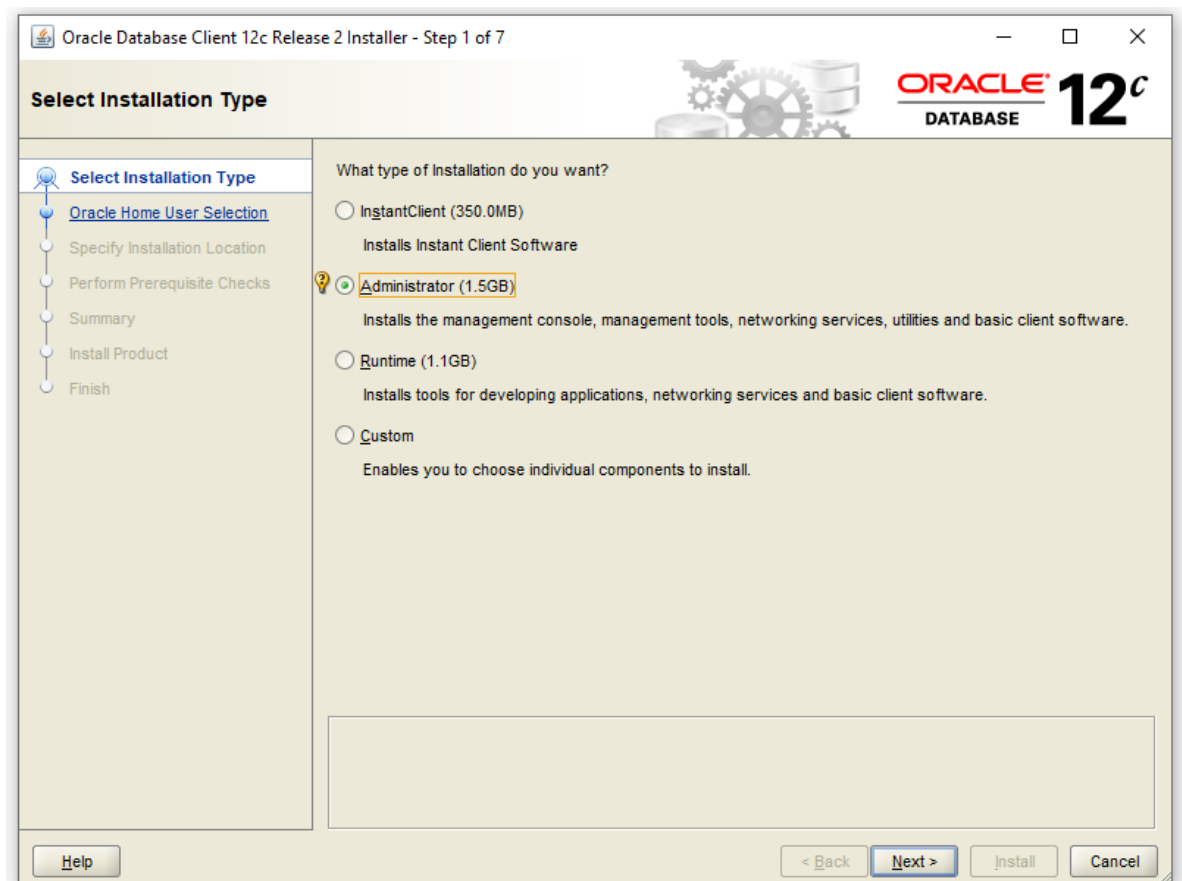 Oracle Database Client 12c Release 2 Installer - Step 1 of 7
Select Installation Type
ORACLE
DATABASE
12c
Select Installation Type
Oracle Home User Selection
Specify Installation Location
Perform Prerequisite Checks
Summary
Install Product
Finish
What type of Installation do you want?
InstantClient (350.0MB)
Installs Instant Client Software
Administrator (1.5GB)
Installs the management console, management tools, networking services, utilities and basic client software.
Runtime (1.1GB)
Installs tools for developing applications, networking services and basic client software.
Custom
Enables you to choose individual components to install.
Help
< Back
Next >
Install
Cancel